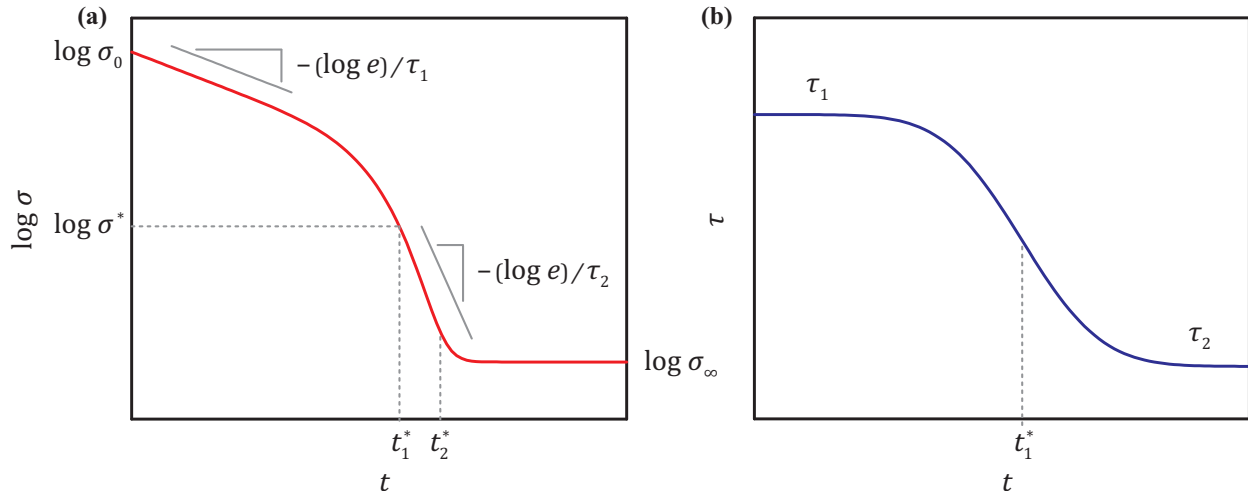 (a)
log σ₀
−(log e)/τ₁
log σ
log σ*
−(log e)/τ₂
log σ∞
t₁* t₂*
t
(b)
τ₁
τ
τ₂
t₁*
t